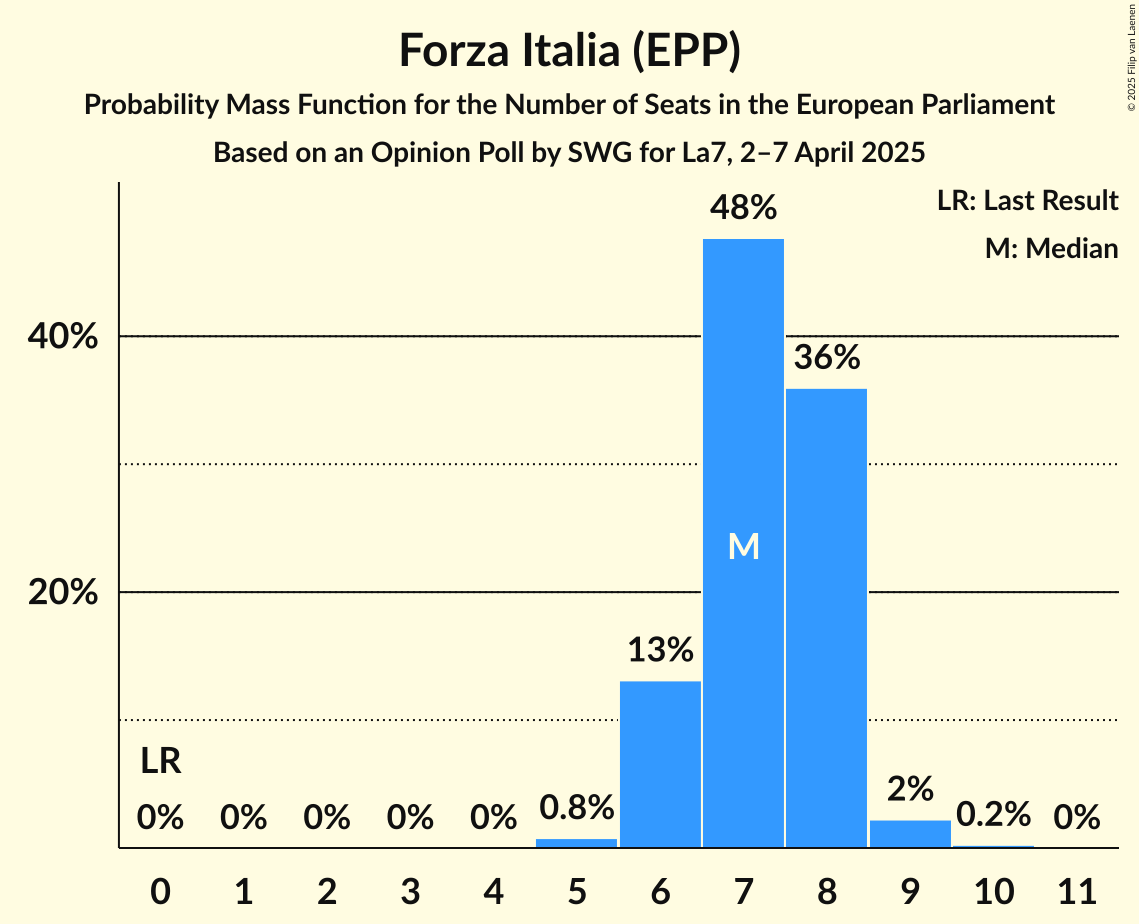 Forza Italia (EPP)
Probability Mass Function for the Number of Seats in the European Parliament
Based on an Opinion Poll by SWG for La7, 2–7 April 2025
© 2025 Filip van Laenen
LR: Last Result
M: Median
48%
40%
36%
M
20%
13%
LR
0% 0% 0% 0% 0% 0.8% 2% 0.2% 0%
0 1 2 3 4 5 6 7 8 9 10 11